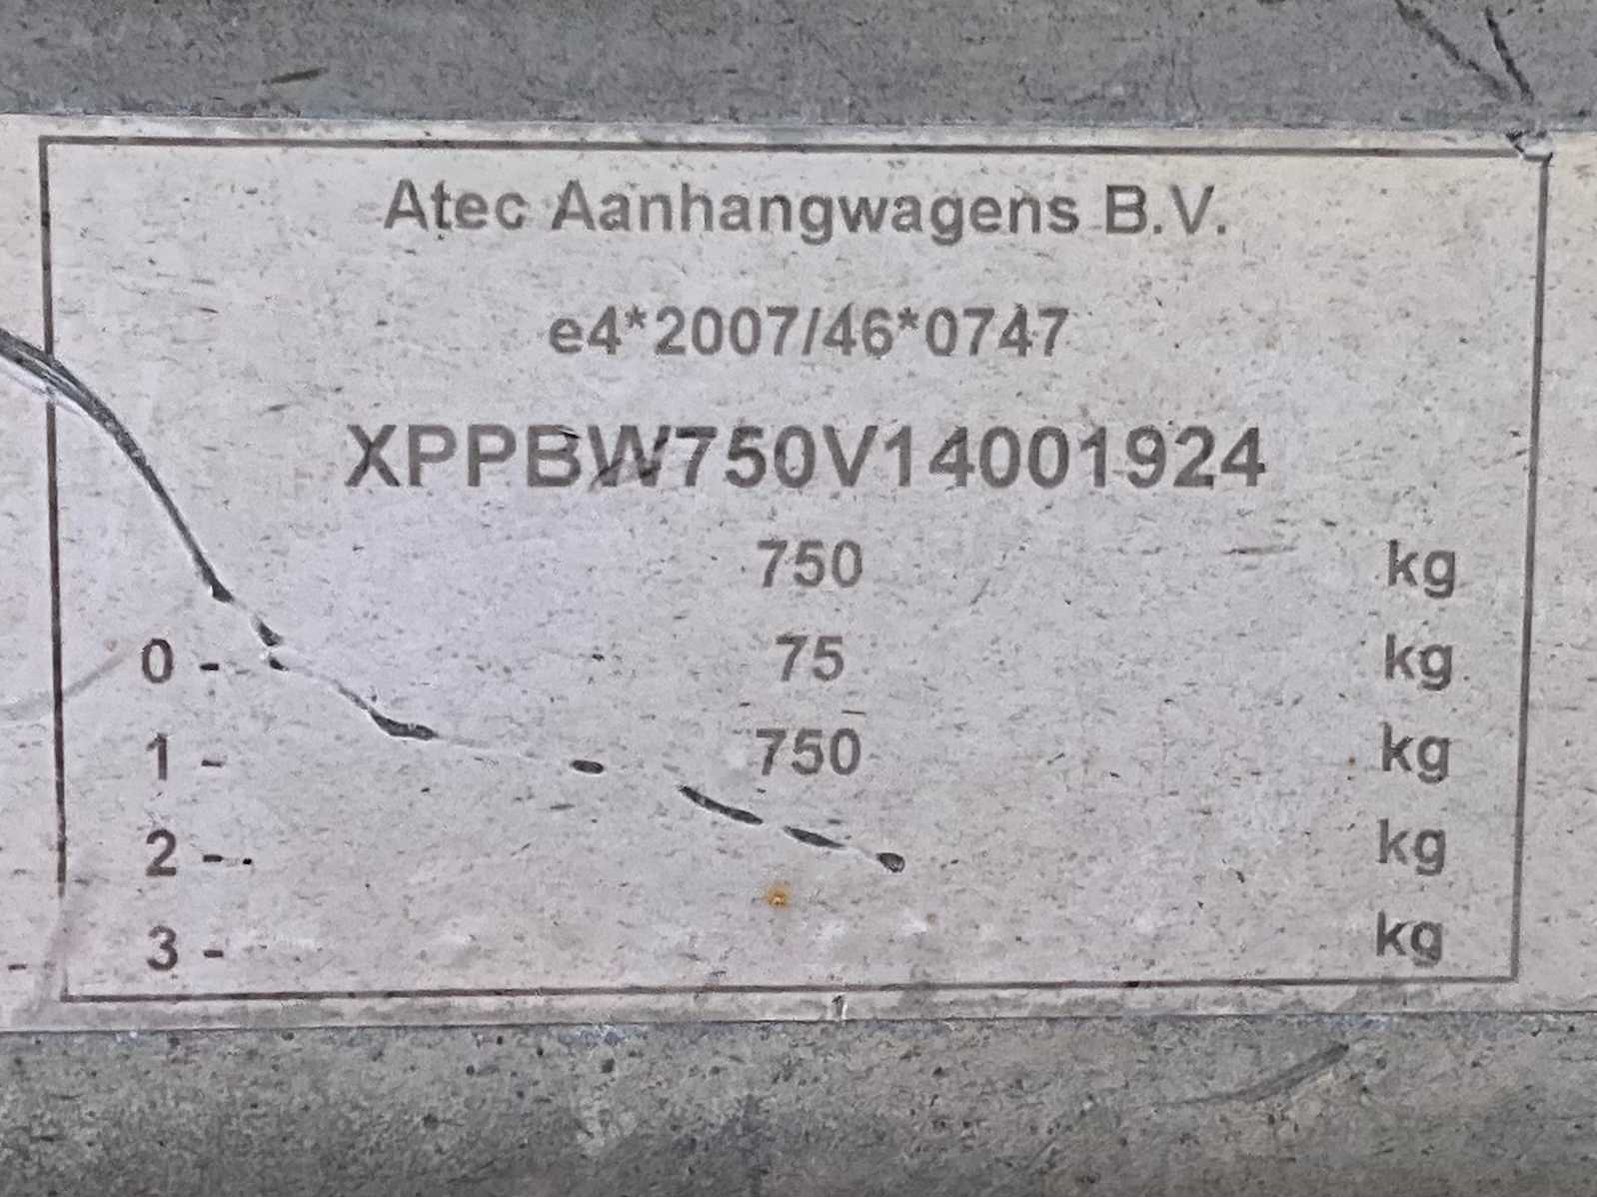 Atec Aanhangwagens B.V.
e4*2007/46*0747
XPPBW750V14001924
750 kg
0 - 75 kg
1 - 750 kg
2 - kg
3 - kg